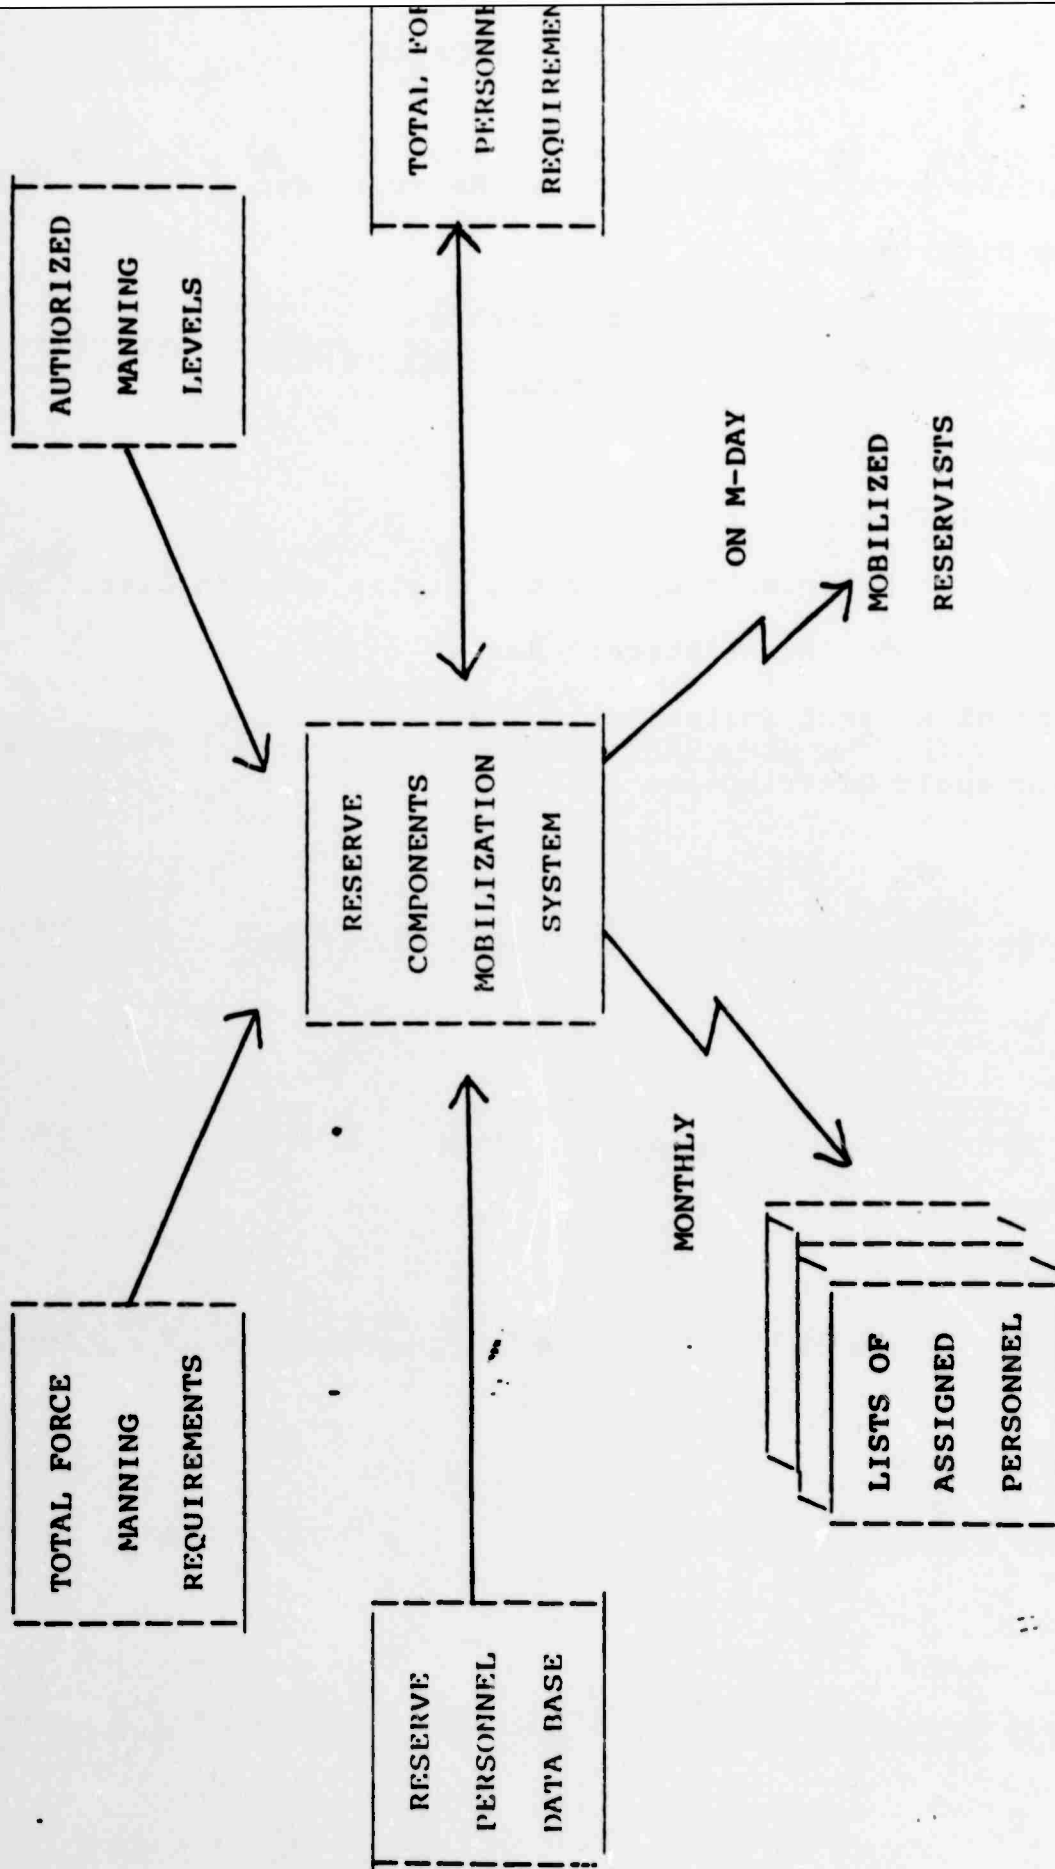 TOTAL FORCE
MANNING
REQUIREMENTS
AUTHORIZED
MANNING
LEVELS
RESERVE
PERSONNEL
DATA BASE
RESERVE
COMPONENTS
MOBILIZATION
SYSTEM
TOTAL FOR
PERSONNE
REQUIREMEN
MONTHLY
ON M-DAY
LISTS OF
ASSIGNED
PERSONNEL
MOBILIZED
RESERVISTS